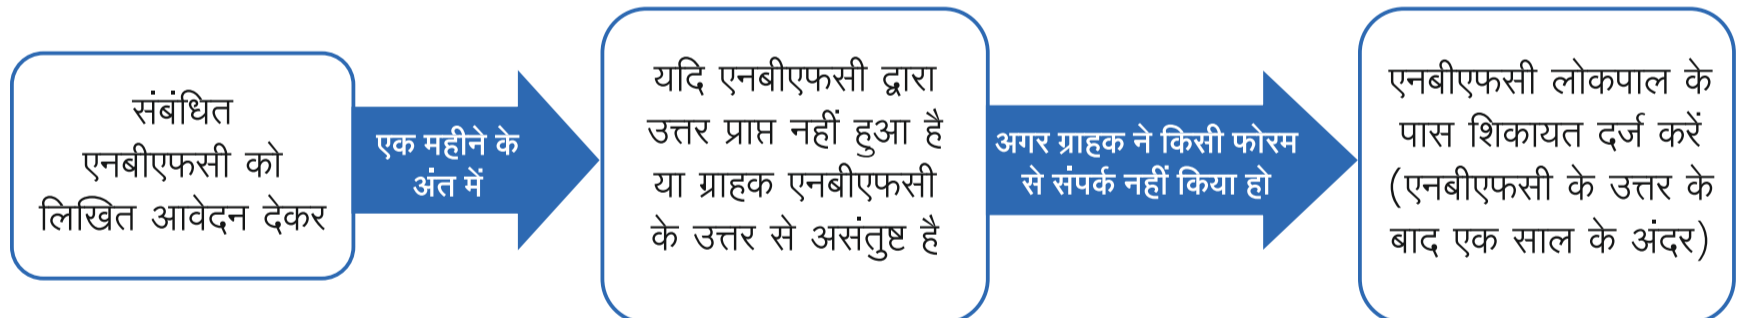 संबंधित
एनबीएफसी को
लिखित आवेदन देकर
एक महीने के
अंत में
यदि एनबीएफसी द्वारा
उत्तर प्राप्त नहीं हुआ है
या ग्राहक एनबीएफसी
के उत्तर से असंतुष्ट है
अगर ग्राहक ने किसी फोरम
से संपर्क नहीं किया हो
एनबीएफसी लोकपाल के
पास शिकायत दर्ज करें
(एनबीएफसी के उत्तर के
बाद एक साल के अंदर)